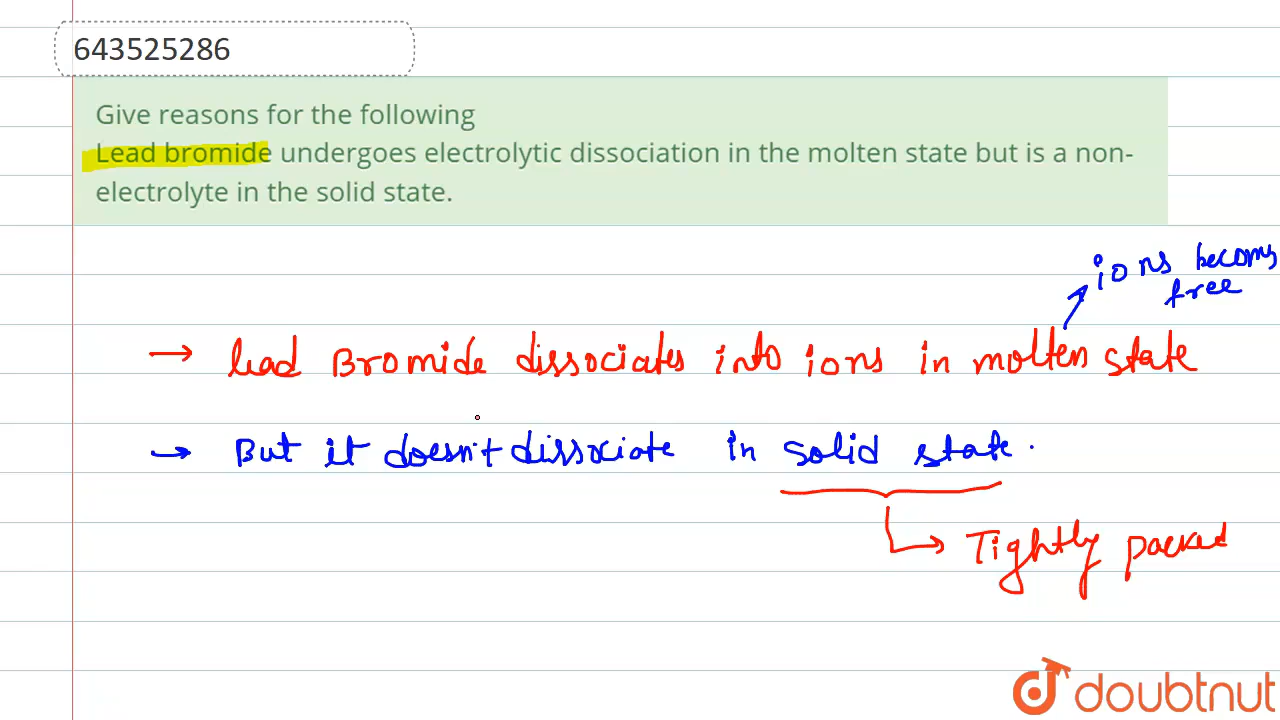 643525286
Give reasons for the following
Lead bromide undergoes electrolytic dissociation in the molten state but is a non-
electrolyte in the solid state.
ions becoms
free
→ lead Bromide dissociates into ions in molten state
→ But it doesn't dissociate in solid state.
Tightly packed
doubtnut